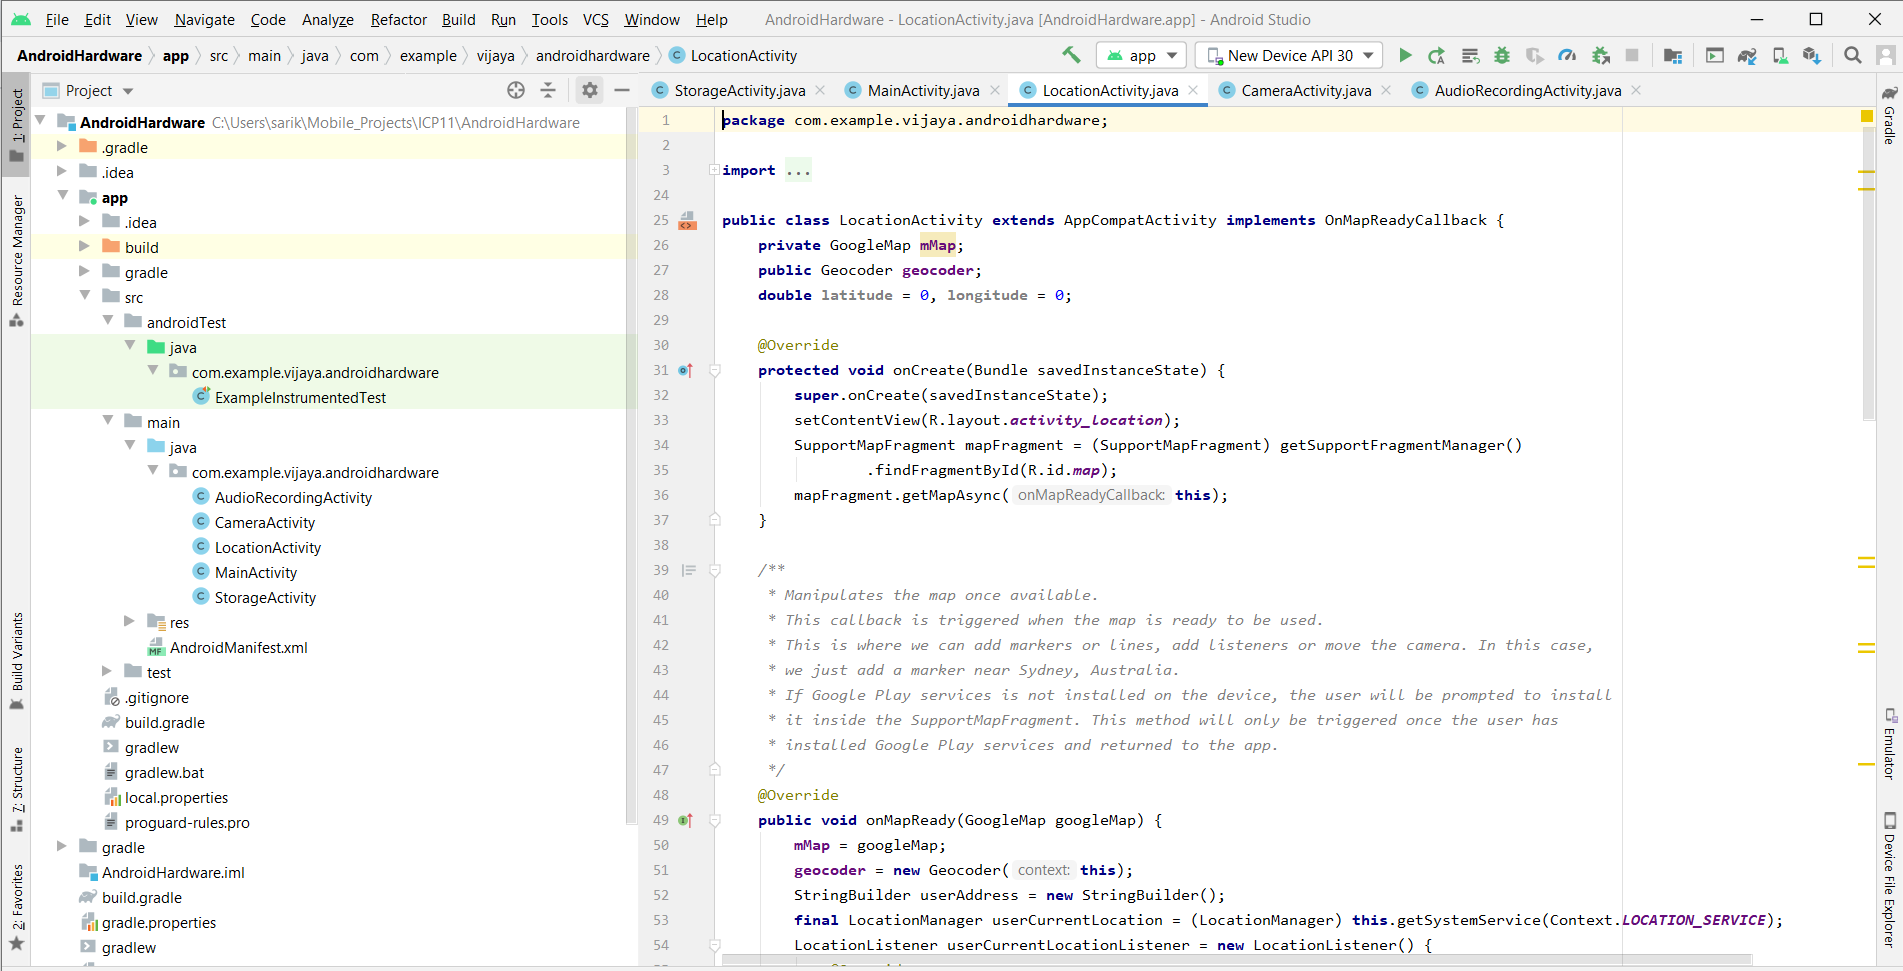 File Edit View Navigate Code Analyze Refactor Build Run Tools VCS Window Help AndroidHardware - LocationActivity.java [AndroidHardware.app] - Android Studio
AndroidHardware app src main java com example vijaya androidhardware LocationActivity app New Device API 30
Project
StorageActivity.java MainActivity.java LocationActivity.java CameraActivity.java AudioRecordingActivity.java
1: Project
Resource Manager
Build Variants
7: Structure
2: Favorites
AndroidHardware C:\Users\sarik\Mobile_Projects\ICP11\AndroidHardware
.gradle
.idea
app
.idea
build
gradle
src
androidTest
java
com.example.vijaya.androidhardware
ExampleInstrumentedTest
main
java
com.example.vijaya.androidhardware
AudioRecordingActivity
CameraActivity
LocationActivity
MainActivity
StorageActivity
res
AndroidManifest.xml
test
.gitignore
build.gradle
gradlew
gradlew.bat
local.properties
proguard-rules.pro
gradle
AndroidHardware.iml
build.gradle
gradle.properties
gradlew
1 package com.example.vijaya.androidhardware;
2
3 import ...
24
25 public class LocationActivity extends AppCompatActivity implements OnMapReadyCallback {
26 private GoogleMap mMap;
27 public Geocoder geocoder;
28 double latitude = 0, longitude = 0;
29
30 @Override
31 protected void onCreate(Bundle savedInstanceState) {
32 super.onCreate(savedInstanceState);
33 setContentView(R.layout.activity_location);
34 SupportMapFragment mapFragment = (SupportMapFragment) getSupportFragmentManager()
35 .findFragmentById(R.id.map);
36 mapFragment.getMapAsync( onMapReadyCallback: this);
37 }
38
39 /**
40 * Manipulates the map once available.
41 * This callback is triggered when the map is ready to be used.
42 * This is where we can add markers or lines, add listeners or move the camera. In this case,
43 * we just add a marker near Sydney, Australia.
44 * If Google Play services is not installed on the device, the user will be prompted to install
45 * it inside the SupportMapFragment. This method will only be triggered once the user has
46 * installed Google Play services and returned to the app.
47 */
48 @Override
49 public void onMapReady(GoogleMap googleMap) {
50 mMap = googleMap;
51 geocoder = new Geocoder( context: this);
52 StringBuilder userAddress = new StringBuilder();
53 final LocationManager userCurrentLocation = (LocationManager) this.getSystemService(Context.LOCATION_SERVICE);
54 LocationListener userCurrentLocationListener = new LocationListener() {
Gradle
Emulator
Device File Explorer